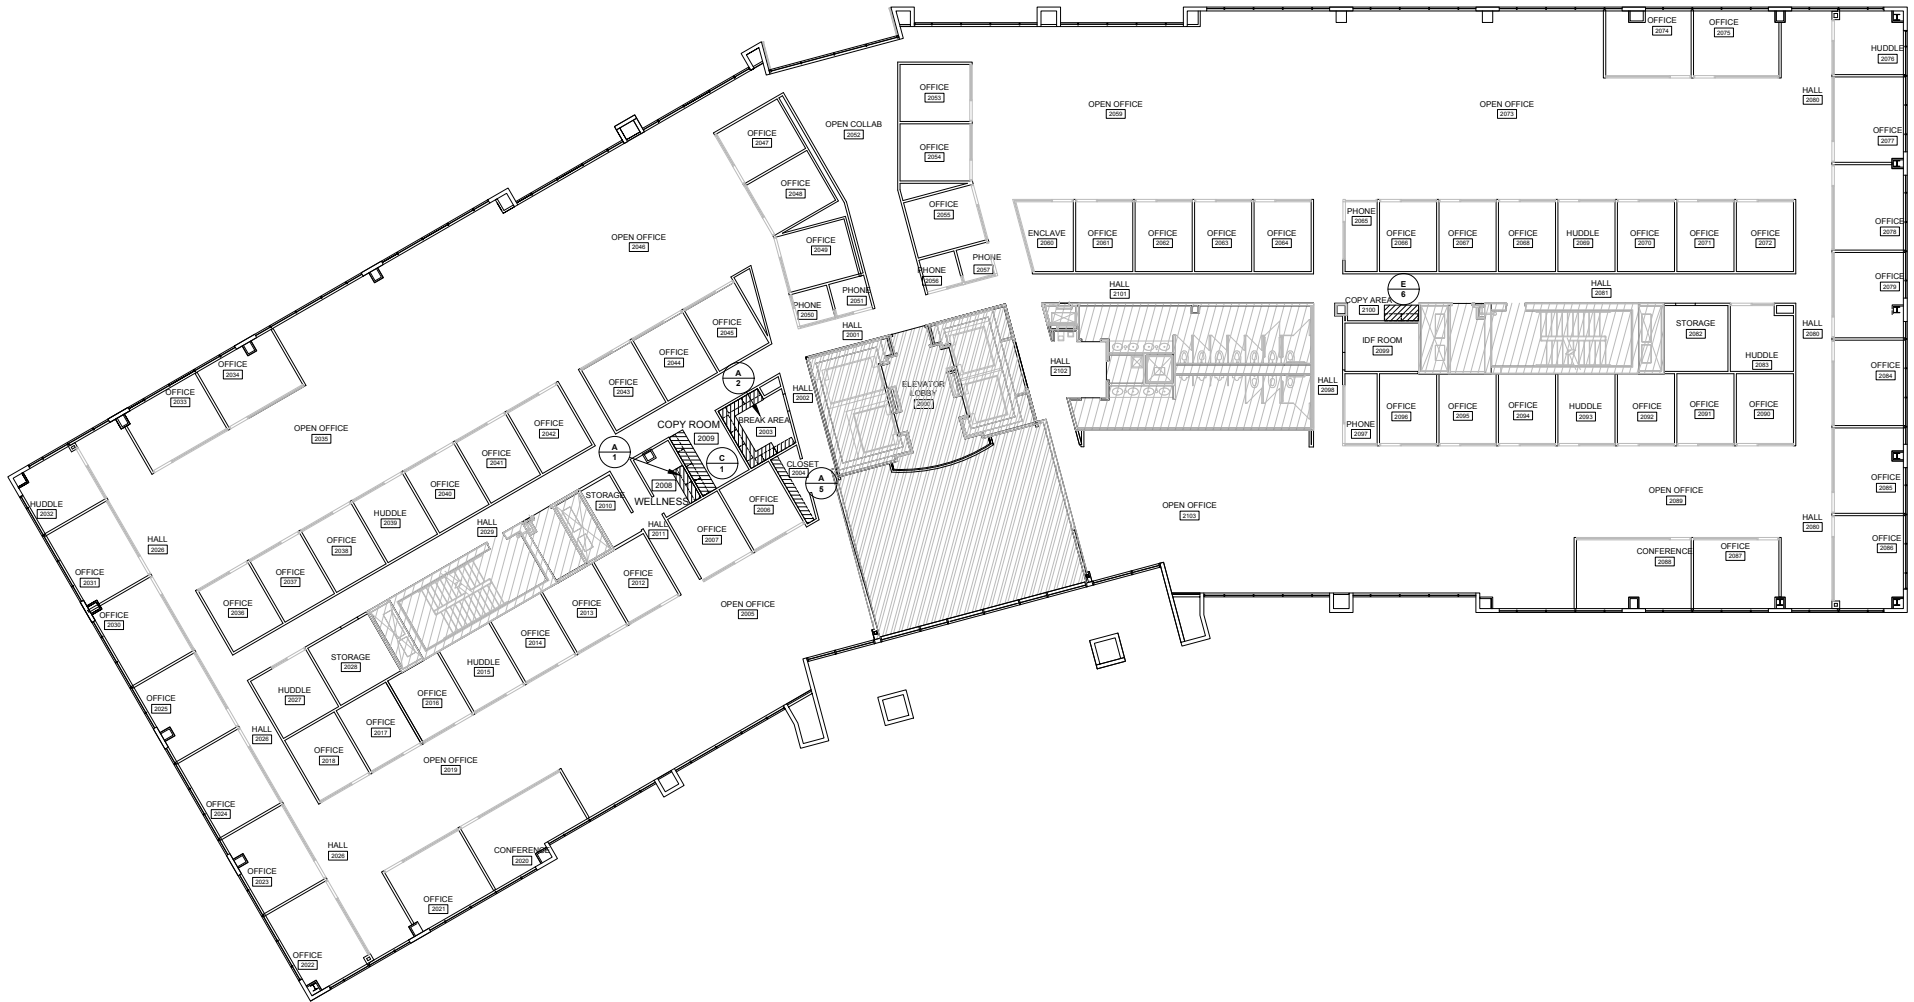 OFFICE
2074
OFFICE
2075
HUDDLE
2076
HALL
2080
OFFICE
2077
OFFICE
2078
OFFICE
2079
HALL
2080
OFFICE
2084
OFFICE
2085
HALL
2080
OFFICE
2086
OPEN OFFICE
2059
OPEN OFFICE
2073
OFFICE
2053
OFFICE
2054
OFFICE
2055
PHONE
2056
PHONE
2057
OPEN COLLAB
2052
OFFICE
2047
OFFICE
2048
OFFICE
2049
PHONE
2050
PHONE
2051
HALL
2001
OPEN OFFICE
2046
ENCLAVE
2060
OFFICE
2061
OFFICE
2062
OFFICE
2063
OFFICE
2064
PHONE
2065
OFFICE
2066
OFFICE
2067
OFFICE
2068
HUDDLE
2069
OFFICE
2070
OFFICE
2071
OFFICE
2072
HALL
2101
E
6
COPY AREA
2100
HALL
2081
IDF ROOM
2099
STORAGE
2082
HUDDLE
2083
HALL
2102
HALL
2098
PHONE
2097
OFFICE
2096
OFFICE
2095
OFFICE
2094
HUDDLE
2093
OFFICE
2092
OFFICE
2091
OFFICE
2090
OPEN OFFICE
2103
OPEN OFFICE
2089
CONFERENCE
2088
OFFICE
2087
ELEVATOR
LOBBY
2000
HALL
2002
A
2
BREAK AREA
2003
COPY ROOM
2009
C
1
A
1
2008
WELLNESS
CLOSET
2004
A
5
OFFICE
2006
OFFICE
2007
STORAGE
2010
HALL
2011
OPEN OFFICE
2005
OFFICE
2045
OFFICE
2044
OFFICE
2043
OFFICE
2042
OFFICE
2041
OFFICE
2040
HUDDLE
2039
OFFICE
2038
OFFICE
2037
OFFICE
2036
OFFICE
2034
OFFICE
2033
OPEN OFFICE
2035
HALL
2029
HUDDLE
2032
OFFICE
2031
OFFICE
2030
HALL
2026
OFFICE
2025
OFFICE
2024
OFFICE
2023
OFFICE
2022
HALL
2026
HALL
2026
OFFICE
2012
OFFICE
2013
OFFICE
2014
HUDDLE
2015
OFFICE
2016
OFFICE
2017
OFFICE
2018
STORAGE
2028
HUDDLE
2027
OPEN OFFICE
2019
CONFERENCE
2020
OFFICE
2021